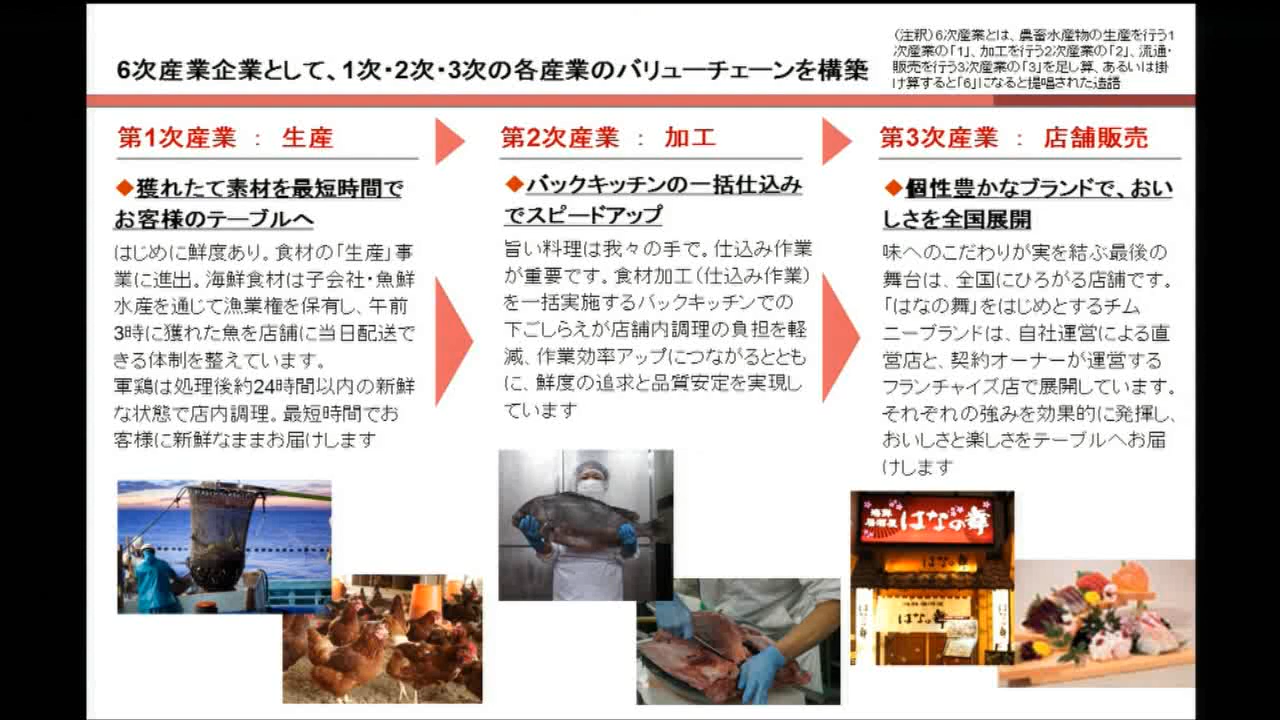 6次産業企業として、1次・2次・3次の各産業のバリューチェーンを構築
（注釈）6次産業とは、農畜水産物の生産を行う1
次産業の「1」、加工を行う2次産業の「2」、流通・
販売を行う3次産業の「3」を足し算、あるいは掛
け算すると「6」になると提唱された造語
第1次産業 ： 生産
◆獲れたて素材を最短時間で
お客様のテーブルへ
はじめに鮮度あり。食材の「生産」事
業に進出。海鮮食材は子会社・魚鮮
水産を通じて漁業権を保有し、午前
3時に獲れた魚を店舗に当日配送で
きる体制を整えています。
軍鶏は処理後約24時間以内の新鮮
な状態で店内調理。最短時間でお
客様に新鮮なままお届けします
第2次産業 ： 加工
◆バックキッチンの一括仕込み
でスピードアップ
旨い料理は我々の手で。仕込み作業
が重要です。食材加工（仕込み作業）
を一括実施するバックキッチンでの
下ごしらえが店舗内調理の負担を軽
減、作業効率アップにつながるととも
に、鮮度の追求と品質安定を実現し
ています
第3次産業 ： 店舗販売
◆個性豊かなブランドで、おい
しさを全国展開
味へのこだわりが実を結ぶ最後の
舞台は、全国にひろがる店舗です。
「はなの舞」をはじめとするチム
ニーブランドは、自社運営による直
営店と、契約オーナーが運営する
フランチャイズ店で展開しています。
それぞれの強みを効果的に発揮し、
おいしさと楽しさをテーブルへお届
けします
海鮮
居酒屋
はなの舞
はなの舞
海鮮居酒屋
はなの舞